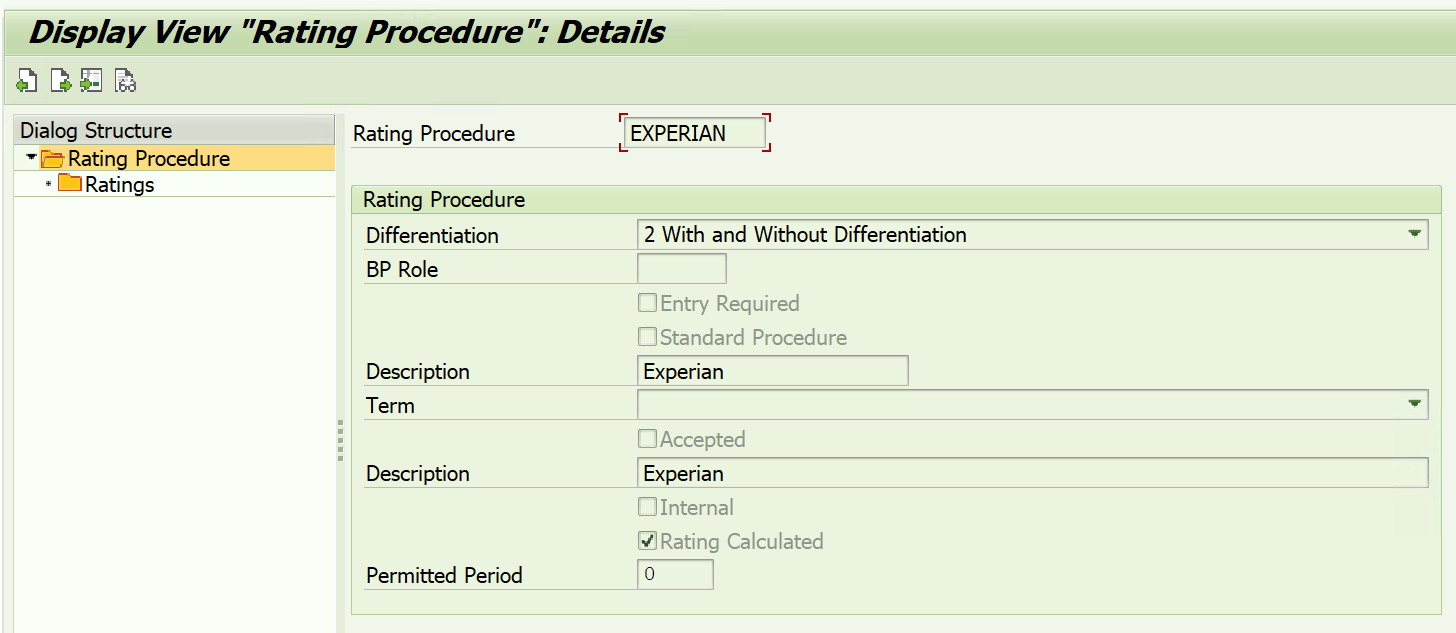 Display View "Rating Procedure": Details
Dialog Structure
Rating Procedure
Ratings
Rating Procedure EXPERIAN
Rating Procedure
Differentiation 2 With and Without Differentiation
BP Role
Entry Required
Standard Procedure
Description Experian
Term
Accepted
Description Experian
Internal
Rating Calculated
Permitted Period 0